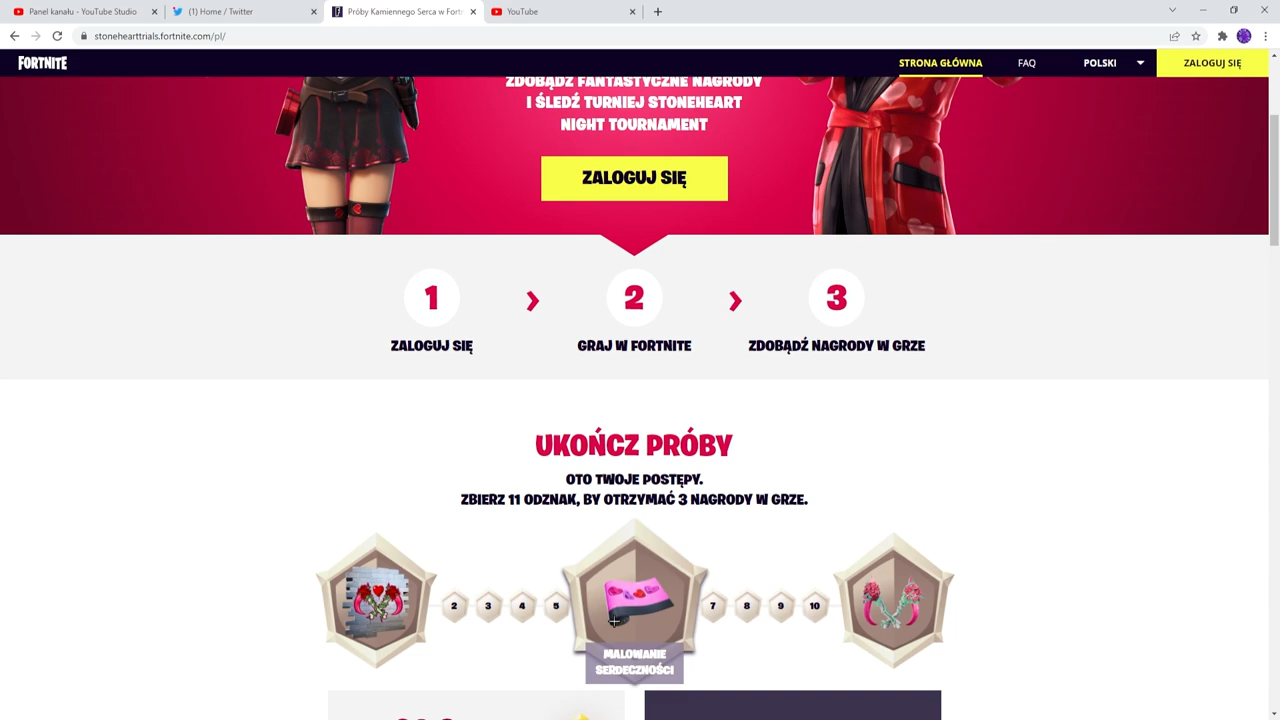 Panel kanału - YouTube Studio
(1) Home / Twitter
Próby Kamiennego Serca w Fort
YouTube
stonehearttrials.fortnite.com/pl/
FORTNITE
STRONA GŁÓWNA
FAQ
POLSKI
ZALOGUJ SIĘ
ZDOBĄDŹ FANTASTYCZNE NAGRODY
I ŚLEDŹ TURNIEJ STONEHEART
NIGHT TOURNAMENT
ZALOGUJ SIĘ
1
2
3
ZALOGUJ SIĘ
GRAJ W FORTNITE
ZDOBĄDŹ NAGRODY W GRZE
UKOŃCZ PRÓBY
OTO TWOJE POSTĘPY.
ZBIERZ 11 ODZNAK, BY OTRZYMAĆ 3 NAGRODY W GRZE.
2 3 4 5 7 8 9 10
MALOWANIE
SERDECZNOŚCI